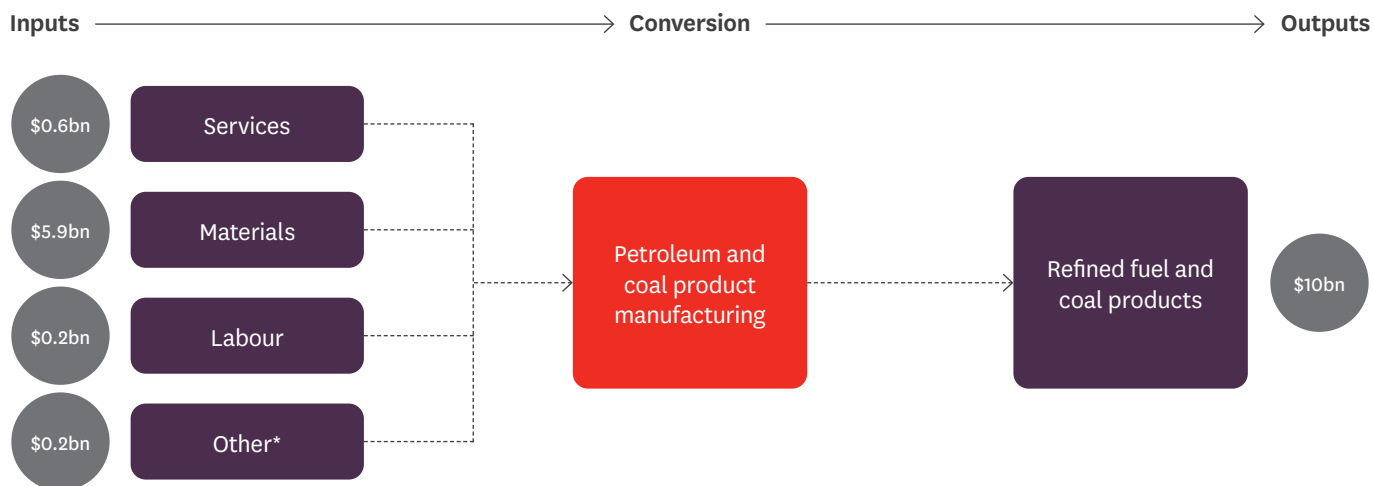 Inputs
Conversion
Outputs
$0.6bn
Services
$5.9bn
Materials
$0.2bn
Labour
$0.2bn
Other*
Petroleum and
coal product
manufacturing
Refined fuel and
coal products
$10bn